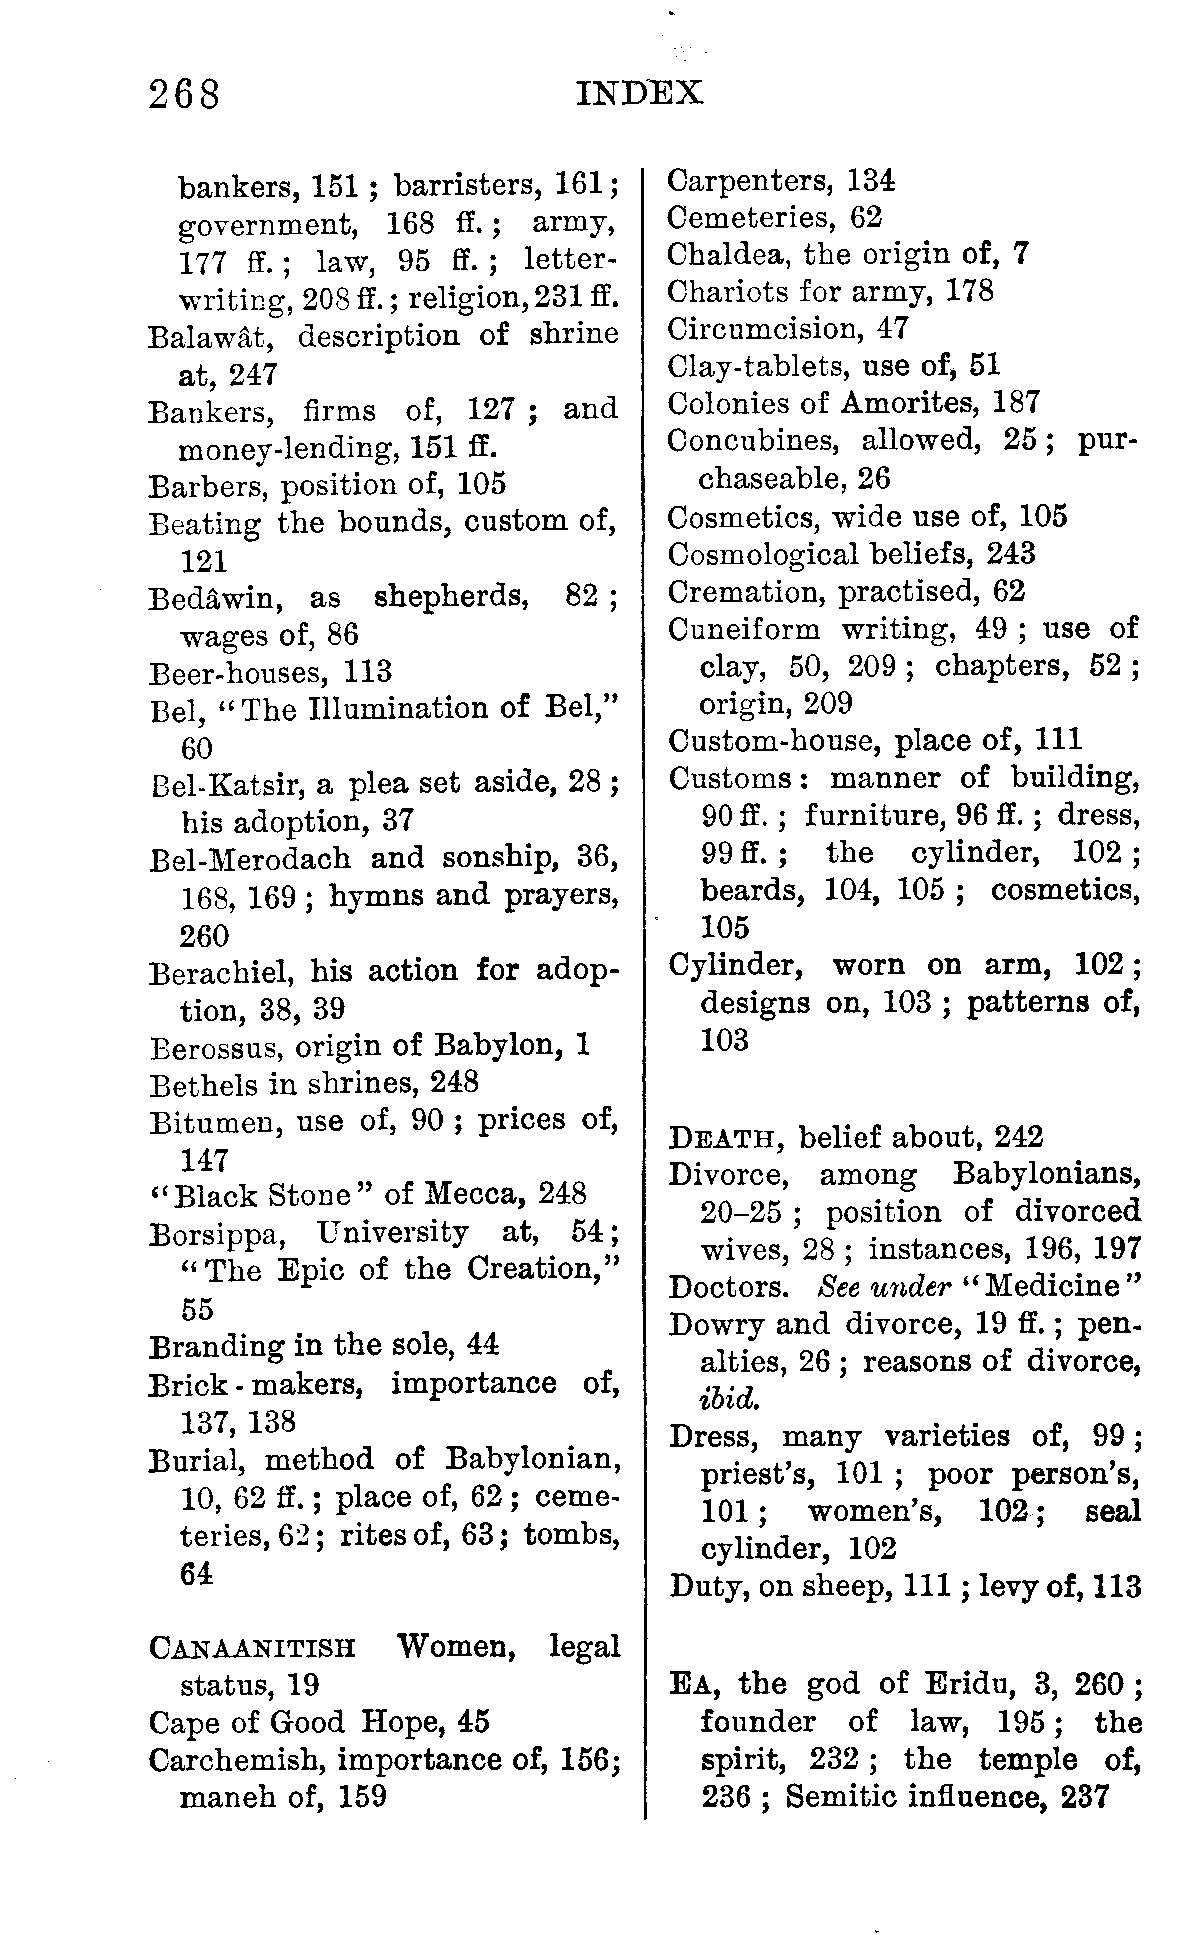 268 INDEX
bankers, 151 ; barristers, 161 ;
government, 168 ff. ; army,
177 ff. ; law, 95 ff. ; letter-
writing, 208 ff. ; religion, 231 ff.
Balawât, description of shrine
at, 247
Bankers, firms of, 127 ; and
money-lending, 151 ff.
Barbers, position of, 105
Beating the bounds, custom of,
121
Bedâwin, as shepherds, 82 ;
wages of, 86
Beer-houses, 113
Bel, “The Illumination of Bel,”
60
Bel-Katsir, a plea set aside, 28 ;
his adoption, 37
Bel-Merodach and sonship, 36,
168, 169 ; hymns and prayers,
260
Berachiel, his action for adop-
tion, 38, 39
Berossus, origin of Babylon, 1
Bethels in shrines, 248
Bitumen, use of, 90 ; prices of,
147
“Black Stone” of Mecca, 248
Borsippa, University at, 54 ;
“The Epic of the Creation,”
55
Branding in the sole, 44
Brick-makers, importance of,
137, 138
Burial, method of Babylonian,
10, 62 ff. ; place of, 62 ; ceme-
teries, 62 ; rites of, 63 ; tombs,
64
CANAANITISH Women, legal
status, 19
Cape of Good Hope, 45
Carchemish, importance of, 156;
maneh of, 159
Carpenters, 134
Cemeteries, 62
Chaldea, the origin of, 7
Chariots for army, 178
Circumcision, 47
Clay-tablets, use of, 51
Colonies of Amorites, 187
Concubines, allowed, 25 ; pur-
chaseable, 26
Cosmetics, wide use of, 105
Cosmological beliefs, 243
Cremation, practised, 62
Cuneiform writing, 49 ; use of
clay, 50, 209 ; chapters, 52 ;
origin, 209
Custom-house, place of, 111
Customs : manner of building,
90 ff. ; furniture, 96 ff. ; dress,
99 ff. ; the cylinder, 102 ;
beards, 104, 105 ; cosmetics,
105
Cylinder, worn on arm, 102 ;
designs on, 103 ; patterns of,
103
DEATH, belief about, 242
Divorce, among Babylonians,
20–25 ; position of divorced
wives, 28 ; instances, 196, 197
Doctors. See under “Medicine”
Dowry and divorce, 19 ff. ; pen-
alties, 26 ; reasons of divorce,
ibid.
Dress, many varieties of, 99 ;
priest's, 101 ; poor person's,
101 ; women's, 102 ; seal
cylinder, 102
Duty, on sheep, 111 ; levy of, 113
EA, the god of Eridu, 3, 260 ;
founder of law, 195 ; the
spirit, 232 ; the temple of,
236 ; Semitic influence, 237